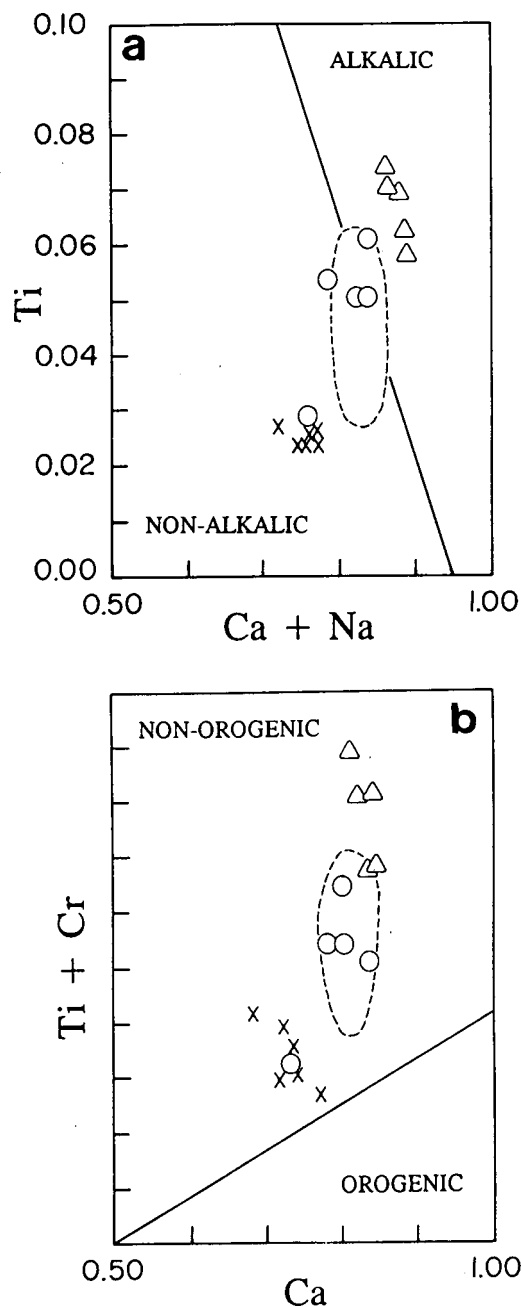 a
ALKALIC
0.10
0.08
0.06
Ti
0.04
0.02
NON-ALKALIC
0.00
0.50
1.00
Ca + Na
NON-OROGENIC
b
Ti + Cr
OROGENIC
0.50
1.00
Ca